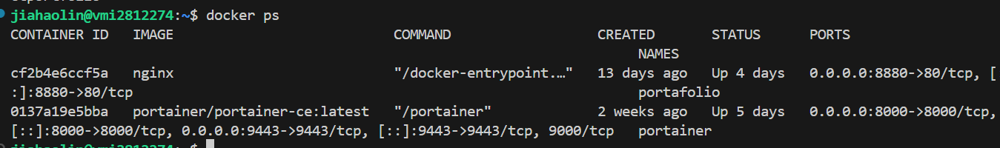 jiahaolin@vmi2812274:~$ docker ps
CONTAINER ID   IMAGE                           COMMAND                  CREATED       STATUS      PORTS
NAMES
cf2b4e6ccf5a   nginx                           "/docker-entrypoint.…"   13 days ago   Up 4 days   0.0.0.0:8880->80/tcp, [
:]:8880->80/tcp                                                         portafolio
0137a19e5bba   portainer/portainer-ce:latest   "/portainer"             2 weeks ago   Up 5 days   0.0.0.0:8000->8000/tcp,
[::]:8000->8000/tcp, 0.0.0.0:9443->9443/tcp, [::]:9443->9443/tcp, 9000/tcp   portainer